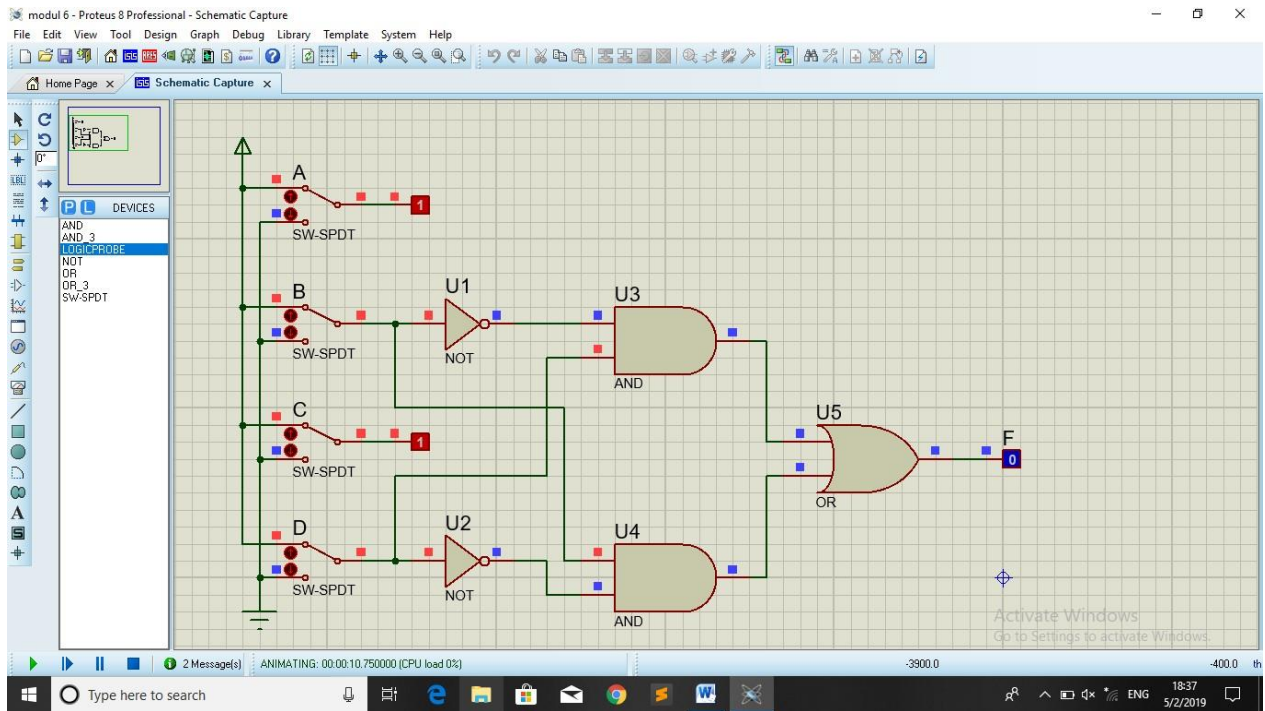 modul 6 - Proteus 8 Professional - Schematic Capture
File Edit View Tool Design Graph Debug Library Template System Help
Home Page x Schematic Capture x
0°
LBL
P L DEVICES
AND
AND_3
LOGICPROBE
NOT
OR
OR_3
SW-SPDT
A
1
SW-SPDT
B
SW-SPDT
U1
NOT
U3
AND
C
1
SW-SPDT
U5
OR
F
0
D
SW-SPDT
U2
NOT
U4
AND
Activate Windows
Go to Settings to activate Windows.
2 Message(s) ANIMATING: 00:00:10.750000 (CPU load 0%) -3900.0 -400.0 th
Type here to search ENG 18:37
5/2/2019